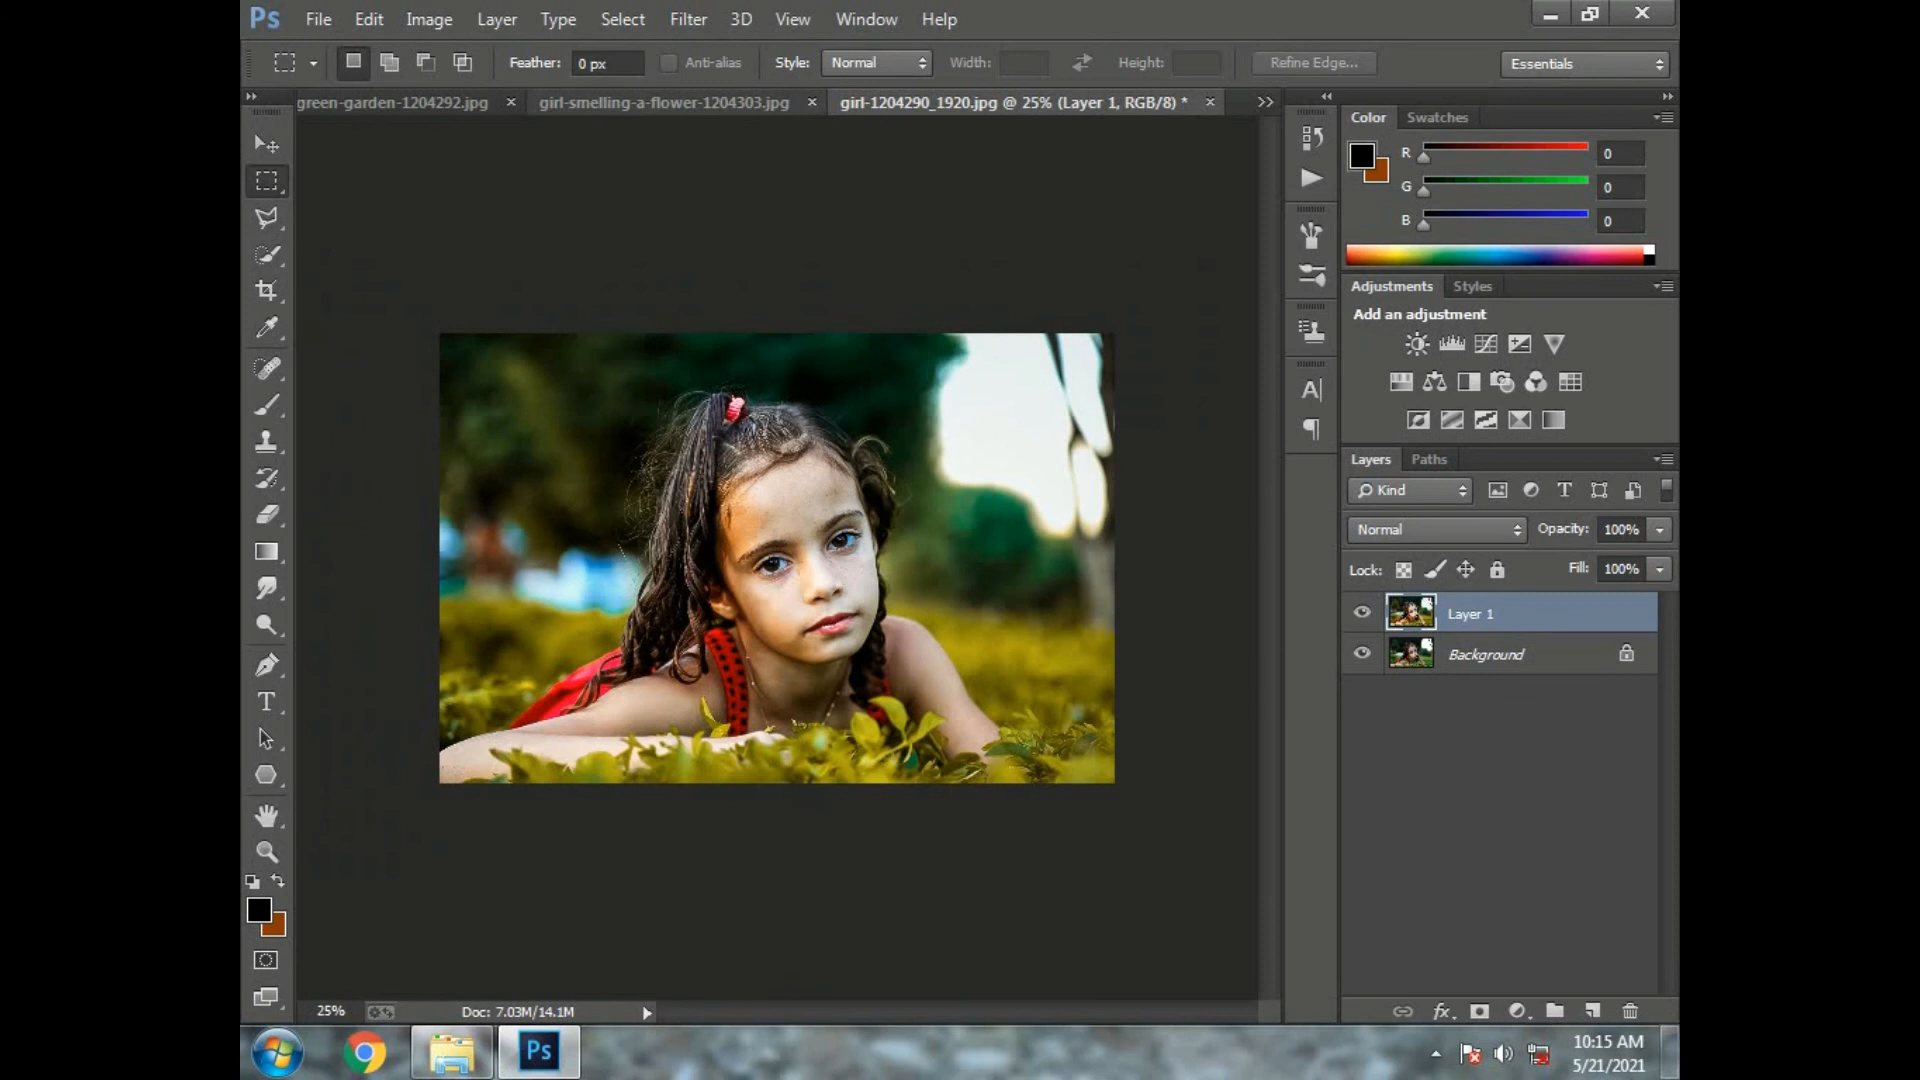 Ps File Edit Image Layer Type Select Filter 3D View Window Help
Feather: 0 px Anti-alias Style: Normal Width: Height: Refine Edge... Essentials
green-garden-1204292.jpg × girl-smelling-a-flower-1204303.jpg × girl-1204290_1920.jpg @ 25% (Layer 1, RGB/8) * ×
Color Swatches
R 0
G 0
B 0
Adjustments Styles
Add an adjustment
Layers Paths
Kind
Normal Opacity: 100%
Lock: Fill: 100%
Layer 1
Background
25% Doc: 7.03M/14.1M
Ps
10:15 AM
5/21/2021